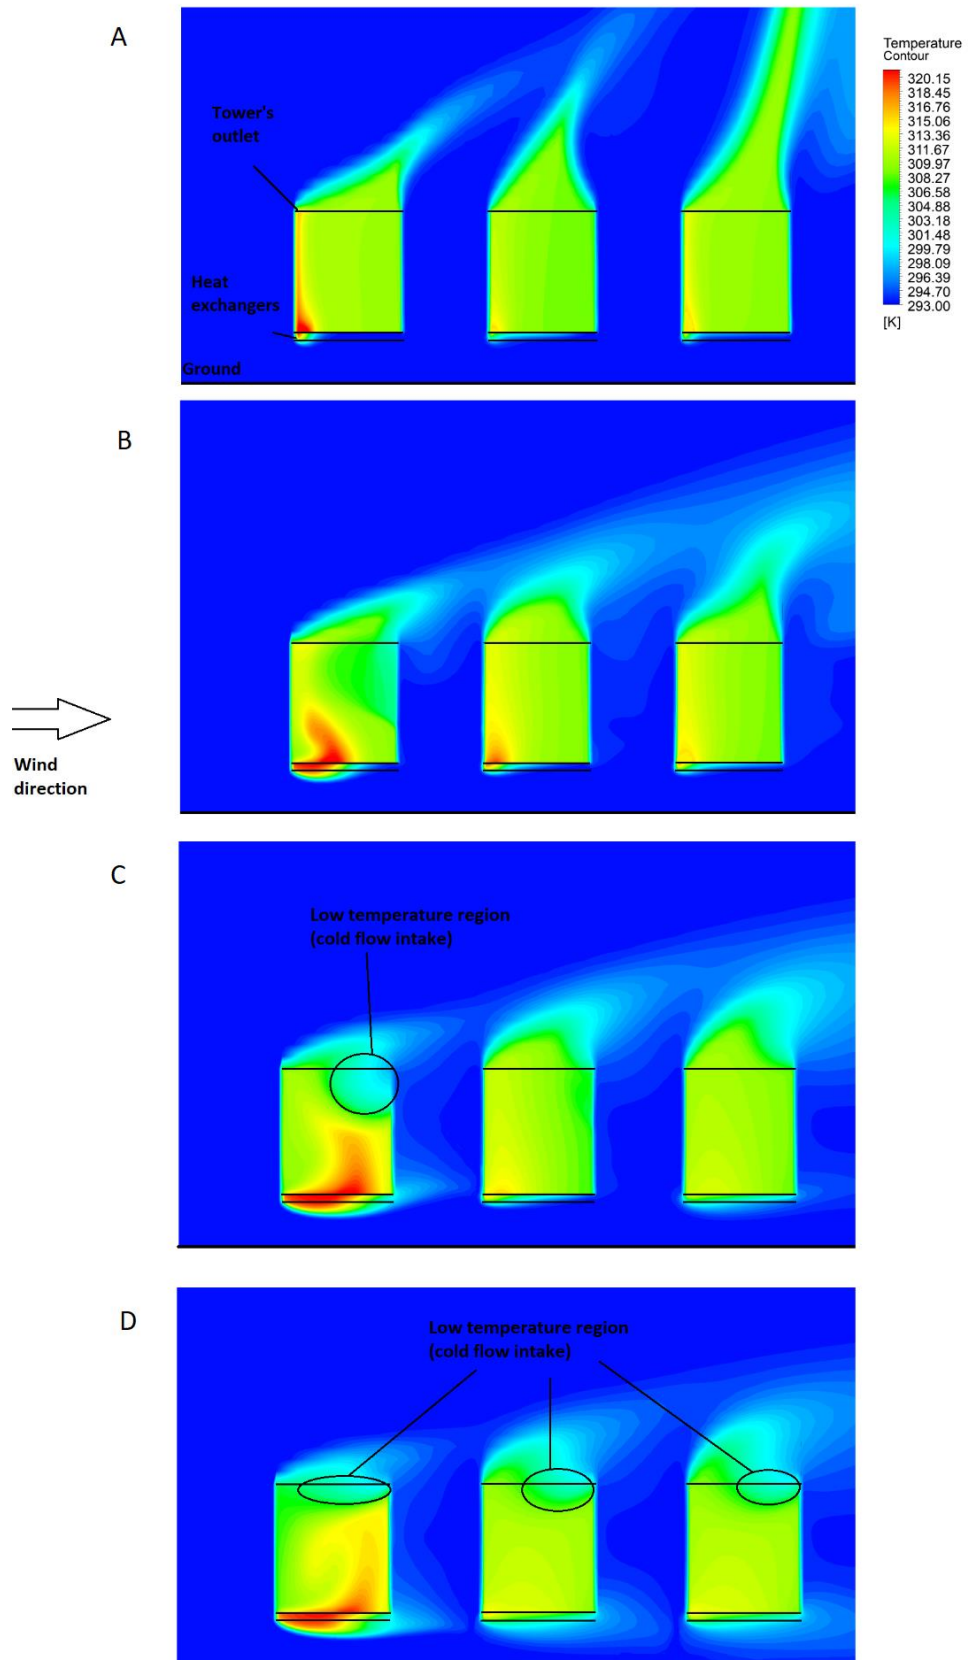 A
Temperature
Contour
320.15
318.45
316.76
315.06
313.36
311.67
309.97
308.27
306.58
304.88
303.18
301.48
299.79
298.09
296.39
294.70
293.00
[K]
Tower's
outlet
Heat
exchangers
Ground
B
Wind
direction
C
Low temperature region
(cold flow intake)
D
Low temperature region
(cold flow intake)